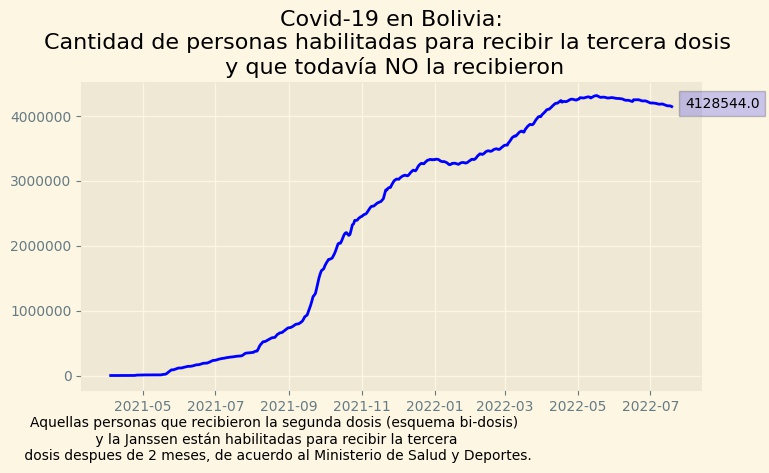 Covid-19 en Bolivia:
Cantidad de personas habilitadas para recibir la tercera dosis
y que todavía NO la recibieron
4128544.0
4000000
3000000
2000000
1000000
0
2021-05 2021-07 2021-09 2021-11 2022-01 2022-03 2022-05 2022-07
Aquellas personas que recibieron la segunda dosis (esquema bi-dosis)
y la Janssen están habilitadas para recibir la tercera
dosis despues de 2 meses, de acuerdo al Ministerio de Salud y Deportes.